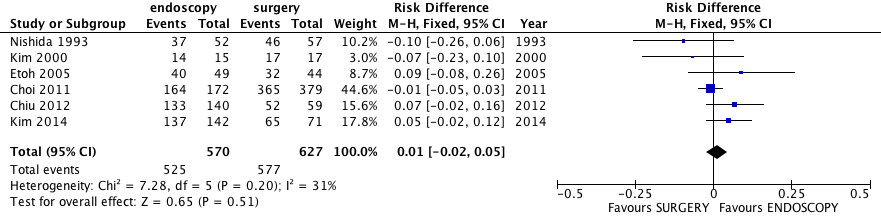 endoscopy surgery Risk Difference Risk Difference
Study or Subgroup Events Total Events Total Weight M-H, Fixed, 95% CI Year M-H, Fixed, 95% CI
Nishida 1993 37 52 46 57 10.2% -0.10 [-0.26, 0.06] 1993
Kim 2000 14 15 17 17 3.0% -0.07 [-0.23, 0.10] 2000
Etoh 2005 40 49 32 44 8.7% 0.09 [-0.08, 0.26] 2005
Choi 2011 164 172 365 379 44.6% -0.01 [-0.05, 0.03] 2011
Chiu 2012 133 140 52 59 15.6% 0.07 [-0.02, 0.16] 2012
Kim 2014 137 142 65 71 17.8% 0.05 [-0.02, 0.12] 2014
Total (95% CI) 570 627 100.0% 0.01 [-0.02, 0.05]
Total events 525 577
Heterogeneity: Chi² = 7.28, df = 5 (P = 0.20); I² = 31%
Test for overall effect: Z = 0.65 (P = 0.51)
-0.5 -0.25 0 0.25 0.5
Favours SURGERY Favours ENDOSCOPY